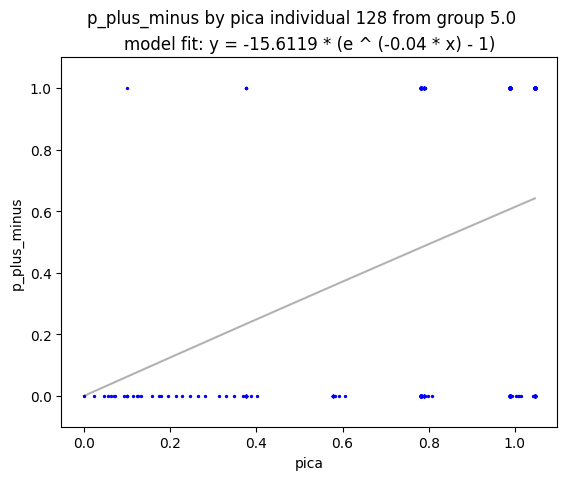 p_plus_minus by pica individual 128 from group 5.0
model fit: y = -15.6119 * (e ^ (-0.04 * x) - 1)
1.0
0.8
0.6
0.4
0.2
0.0
p_plus_minus
0.0 0.2 0.4 0.6 0.8 1.0
pica